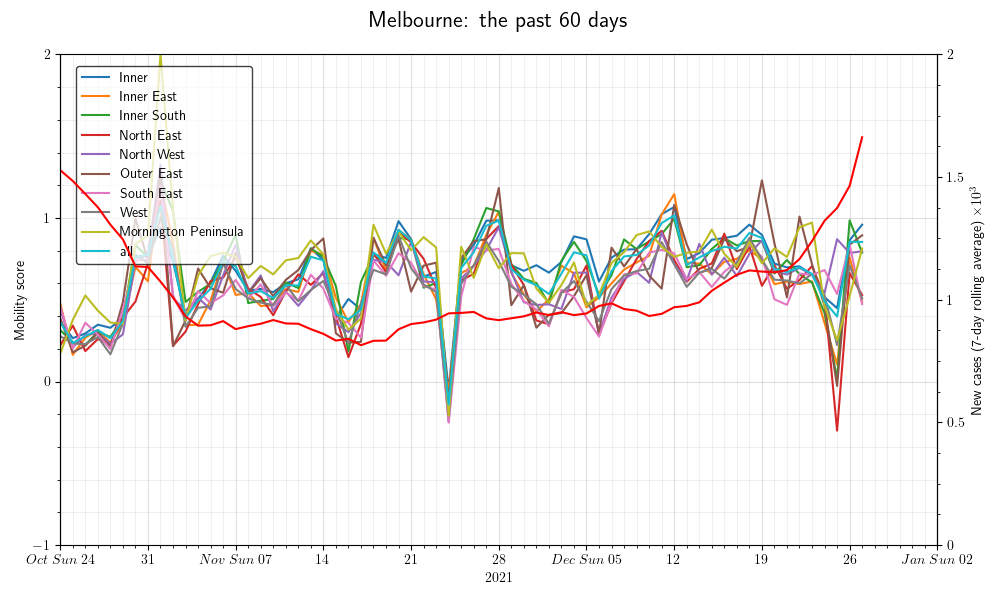 Melbourne: the past 60 days
Inner
Inner East
Inner South
North East
North West
Outer East
South East
West
Mornington Peninsula
all
Mobility score
2
1
0
−1
New cases (7-day rolling average) ×10³
2
1.5
1
0.5
0
Oct Sun 24
31
Nov Sun 07
14
21
28
Dec Sun 05
12
19
26
Jan Sun 02
2021